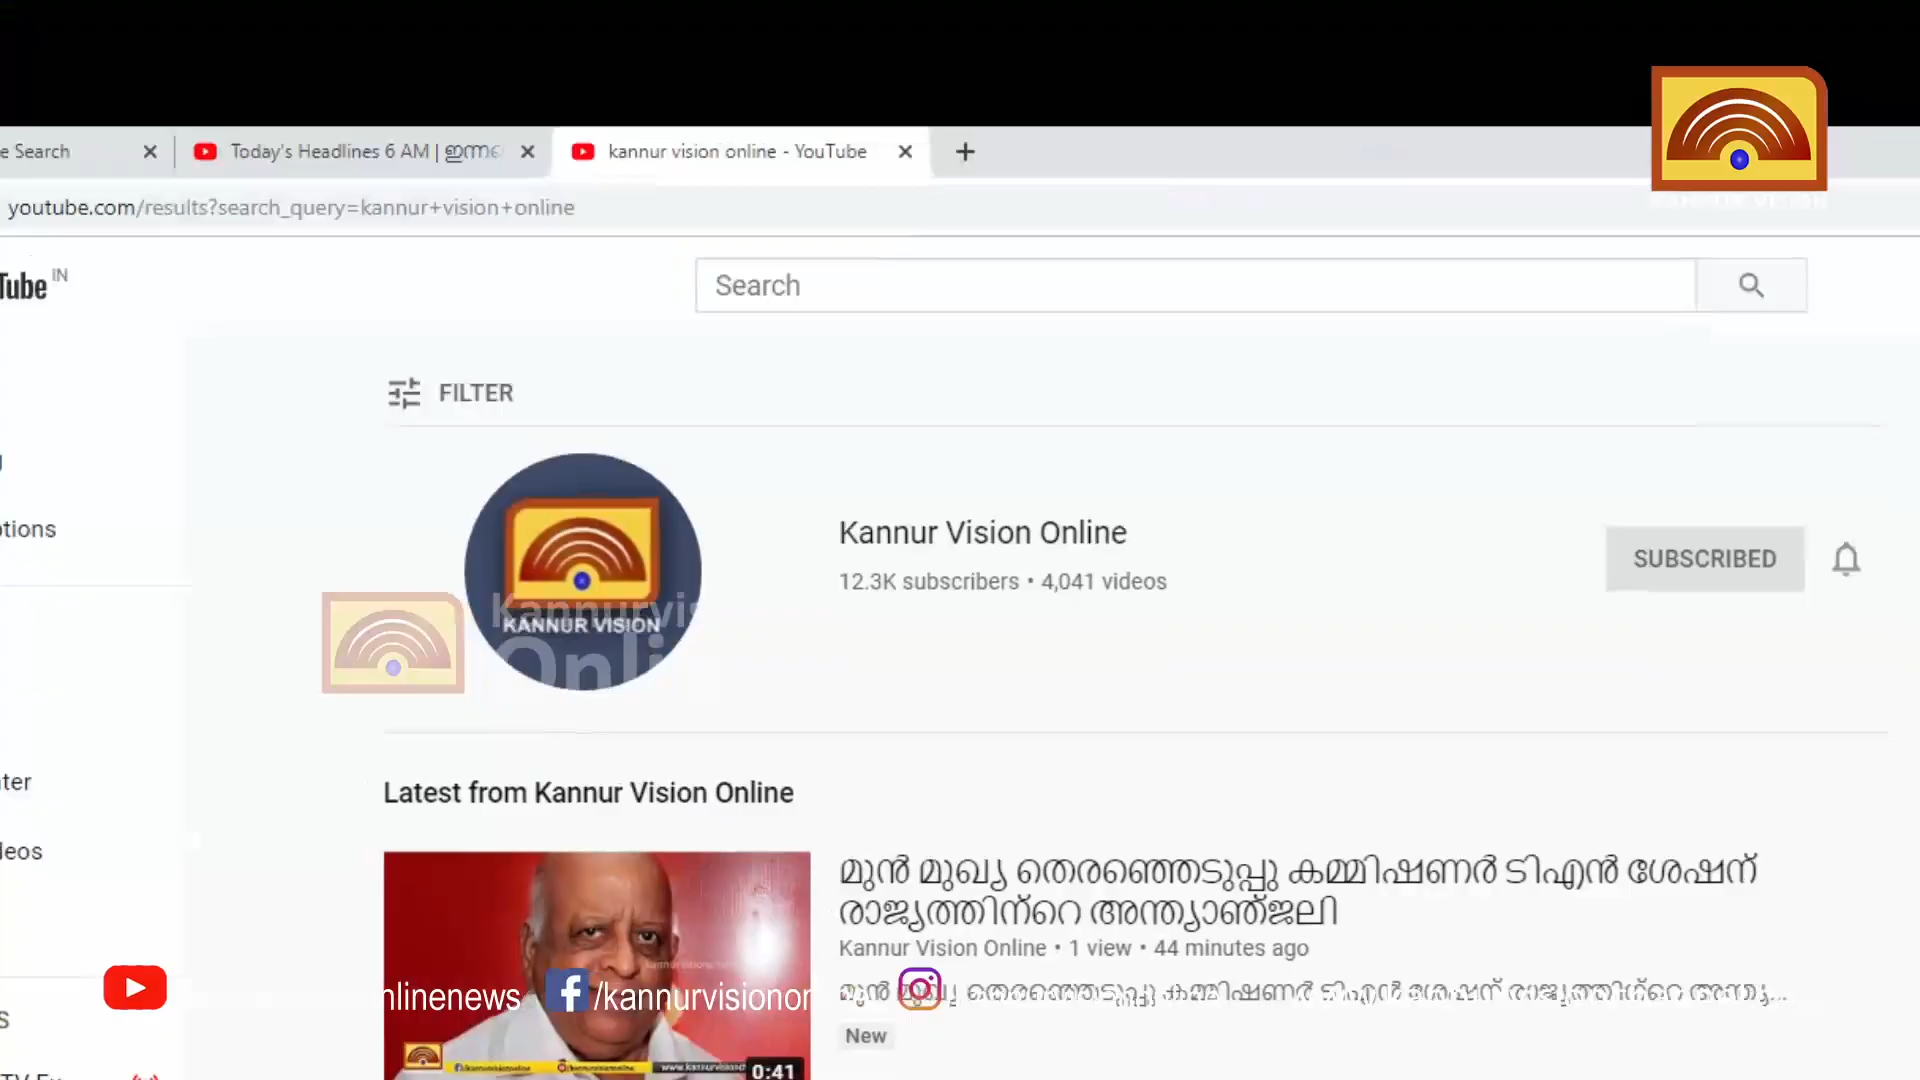 e Search
Today's Headlines 6 AM | ഇന്നത്
kannur vision online - YouTube
youtube.com/results?search_query=kannur+vision+online
Tube IN
Search
FILTER
KANNUR VISION
Kannur Vision Online
12.3K subscribers • 4,041 videos
SUBSCRIBED
tions
Latest from Kannur Vision Online
ter
leos
മുൻ മുഖ്യ തെരഞ്ഞെടുപ്പു കമ്മിഷണർ ടിഎൻ ശേഷന്
രാജ്യത്തിന്റെ അന്ത്യാഞ്ജലി
Kannur Vision Online • 1 view • 44 minutes ago
nlinenews
/kannurvisionon
New
0:41